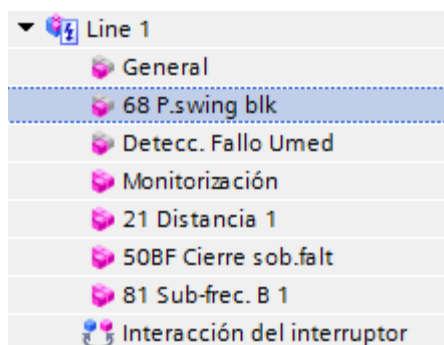 Line 1
General
68 P.swing blk
Detecc. Fallo Umed
Monitorización
21 Distancia 1
50BF Cierre sob.falt
81 Sub-frec. B 1
Interacción del interruptor